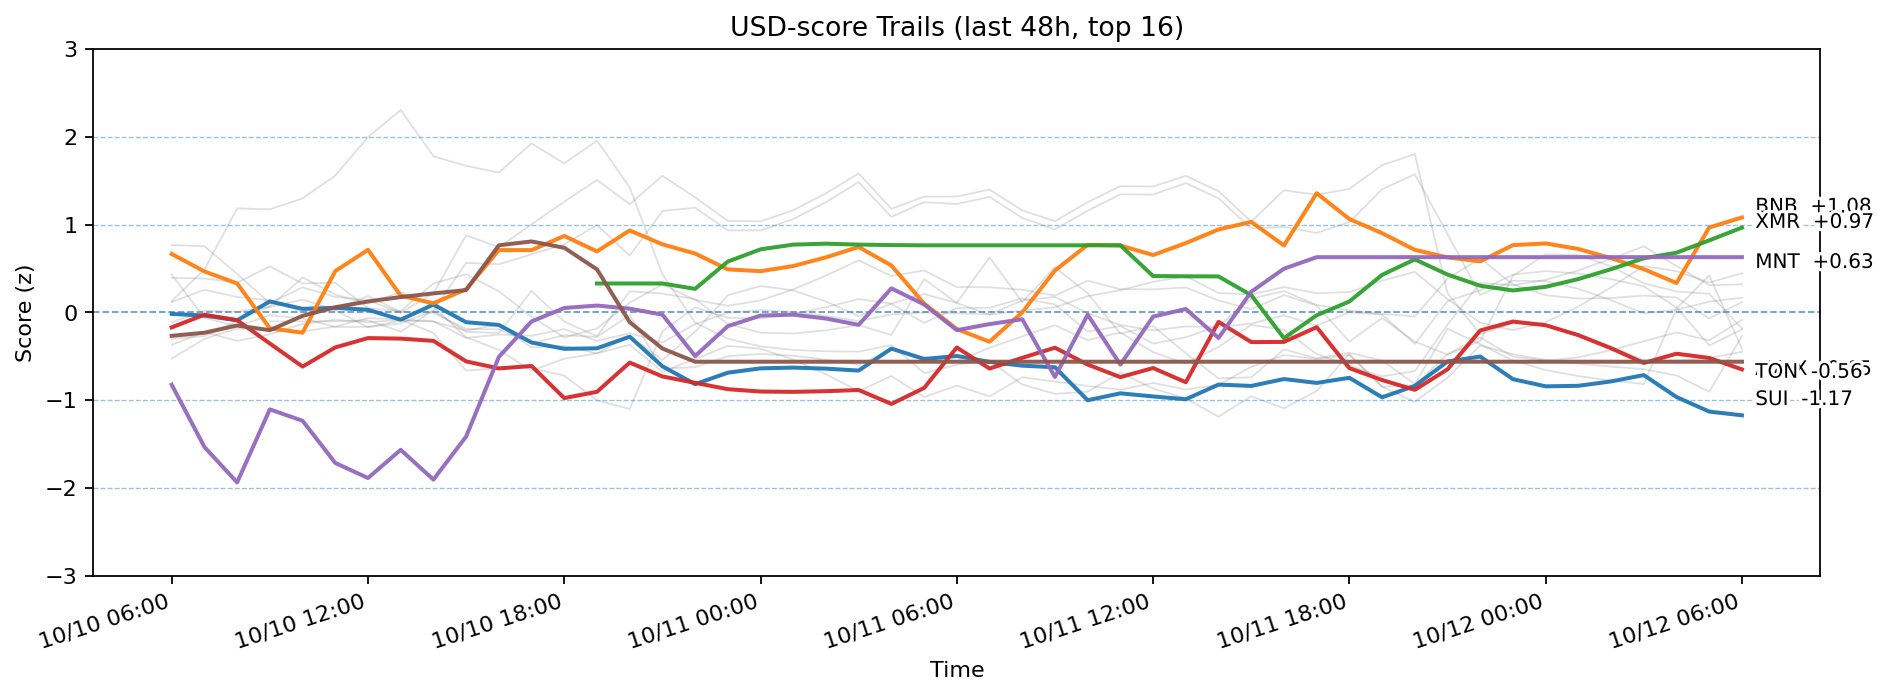 USD-score Trails (last 48h, top 16)
Score (z)
3
2
1
0
−1
−2
−3
BNB +1.08
XMR +0.97
MNT +0.63
TON -0.56
SUI -1.17
10/10 06:00
10/10 12:00
10/10 18:00
10/11 00:00
10/11 06:00
10/11 12:00
10/11 18:00
10/12 00:00
10/12 06:00
Time